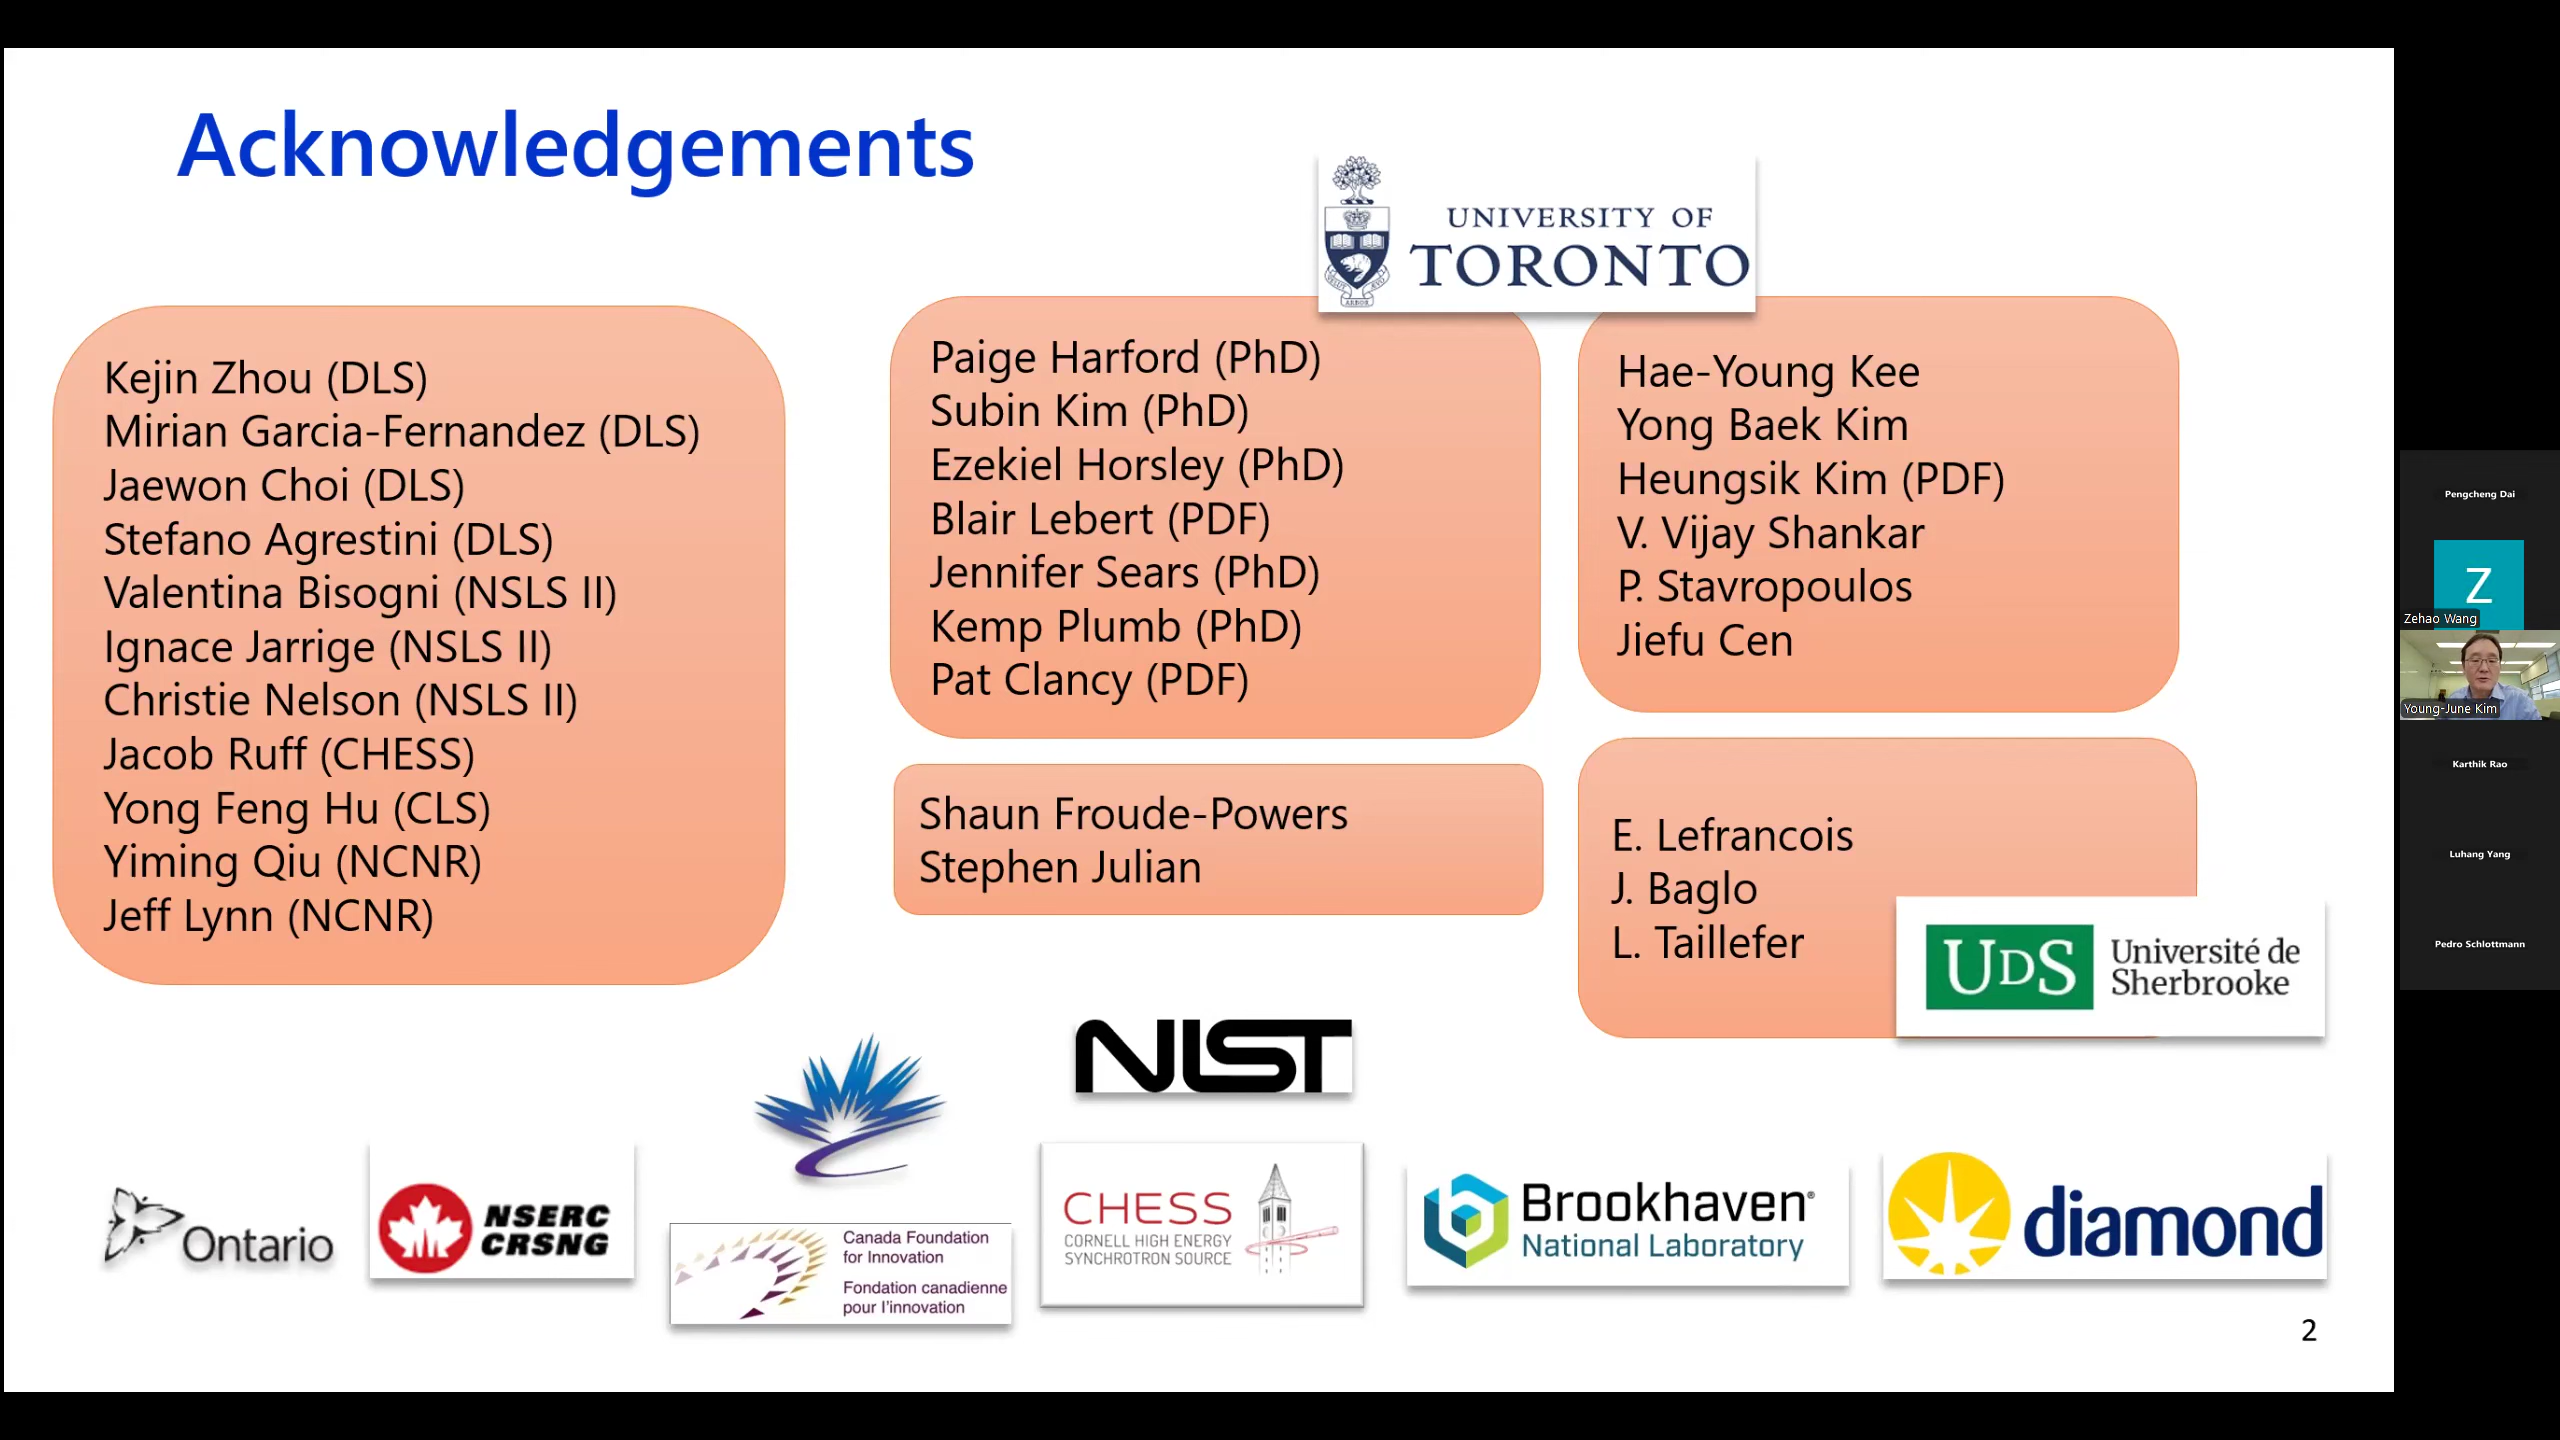 Acknowledgements
UNIVERSITY OF
TORONTO
Kejin Zhou (DLS)
Mirian Garcia-Fernandez (DLS)
Jaewon Choi (DLS)
Stefano Agrestini (DLS)
Valentina Bisogni (NSLS II)
Ignace Jarrige (NSLS II)
Christie Nelson (NSLS II)
Jacob Ruff (CHESS)
Yong Feng Hu (CLS)
Yiming Qiu (NCNR)
Jeff Lynn (NCNR)
Paige Harford (PhD)
Subin Kim (PhD)
Ezekiel Horsley (PhD)
Blair Lebert (PDF)
Jennifer Sears (PhD)
Kemp Plumb (PhD)
Pat Clancy (PDF)
Hae-Young Kee
Yong Baek Kim
Heungsik Kim (PDF)
V. Vijay Shankar
P. Stavropoulos
Jiefu Cen
Shaun Froude-Powers
Stephen Julian
E. Lefrancois
J. Baglo
L. Taillefer
UDS
Université de
Sherbrooke
NIST
Ontario
NSERC
CRSNG
Canada Foundation
for Innovation
Fondation canadienne
pour l'innovation
CHESS
CORNELL HIGH ENERGY
SYNCHROTRON SOURCE
Brookhaven®
National Laboratory
diamond
2
Pengcheng Dai
Z
Zehao Wang
Young-June Kim
Karthik Rao
Luhang Yang
Pedro Schlottmann